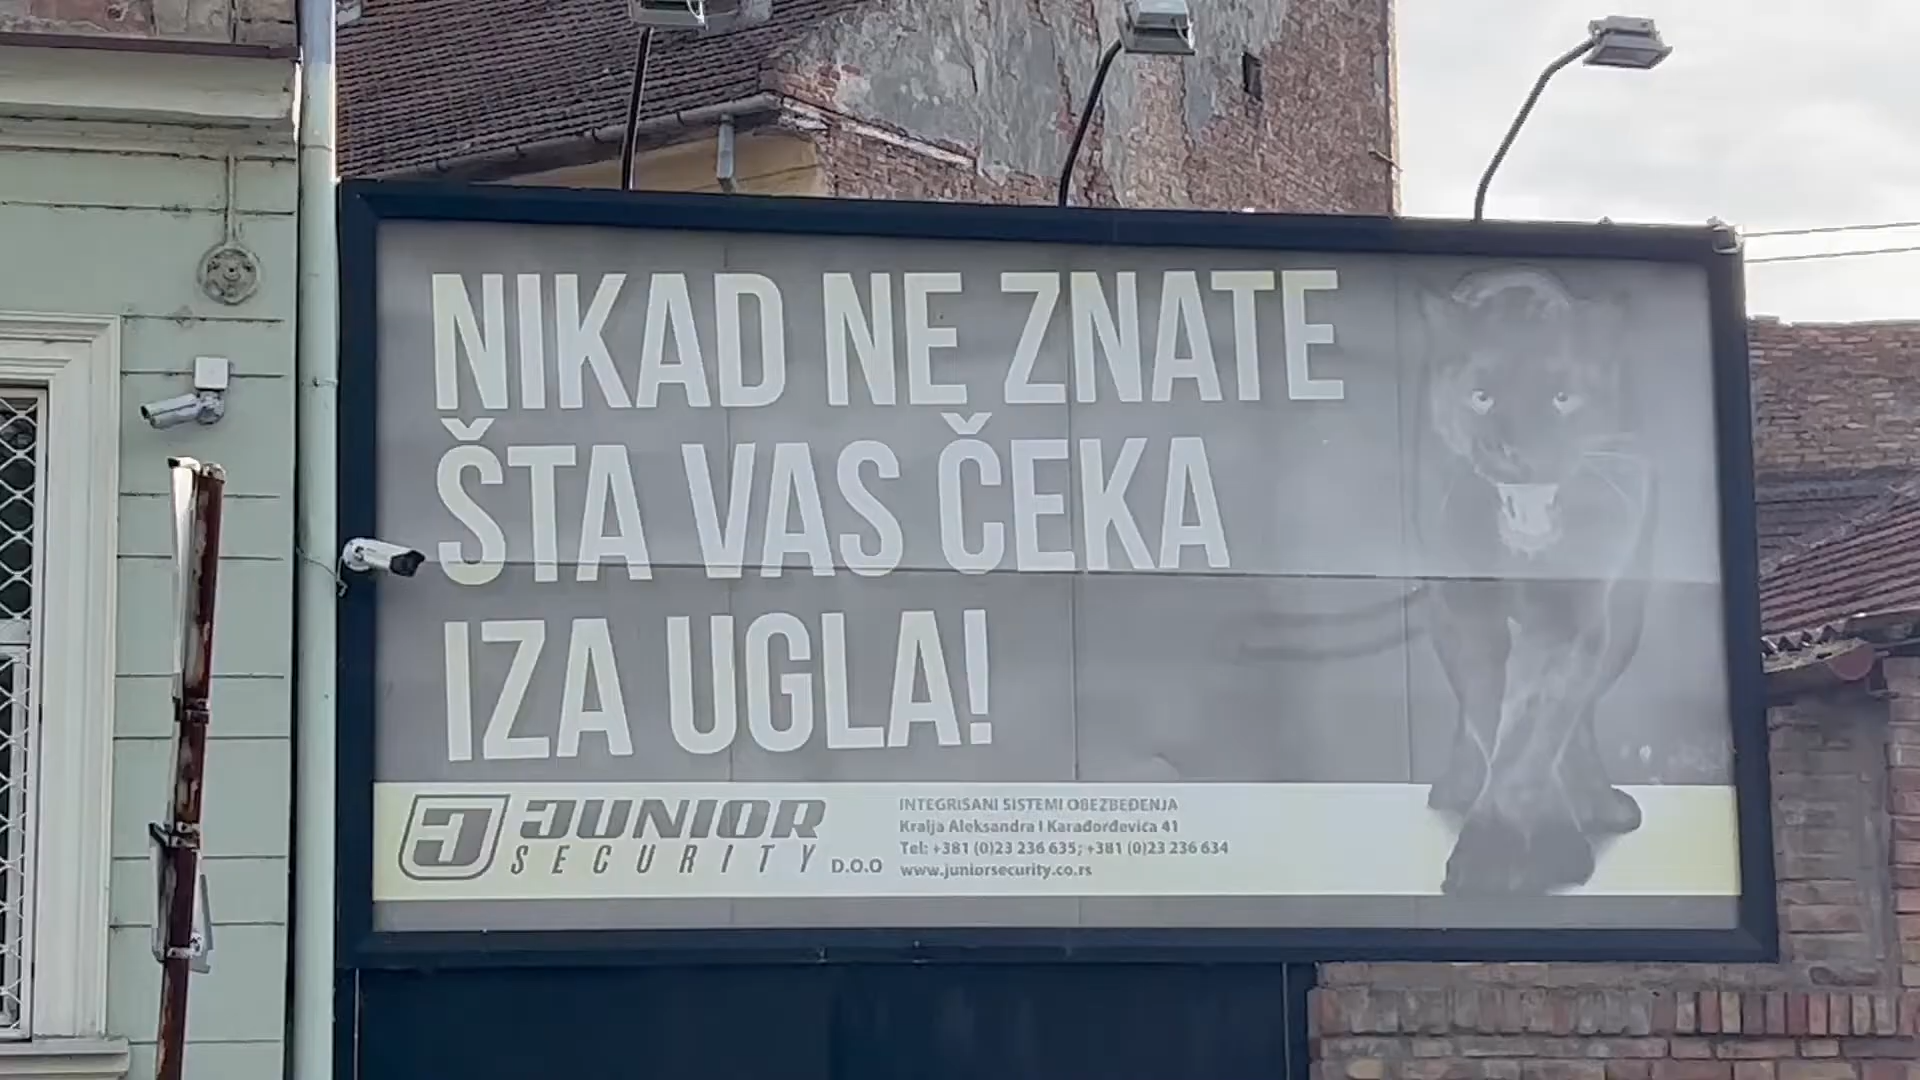 NIKAD NE ZNATE
ŠTA VAS ČEKA
IZA UGLA!
J JUNIOR
SECURITY D.O.O
INTEGRISANI SISTEMI OBEZBEĐENJA
Kralja Aleksandra I Karađorđevića 41
Tel: +381 (0)23 236 635; +381 (0)23 236 634
www.juniorsecurity.co.rs